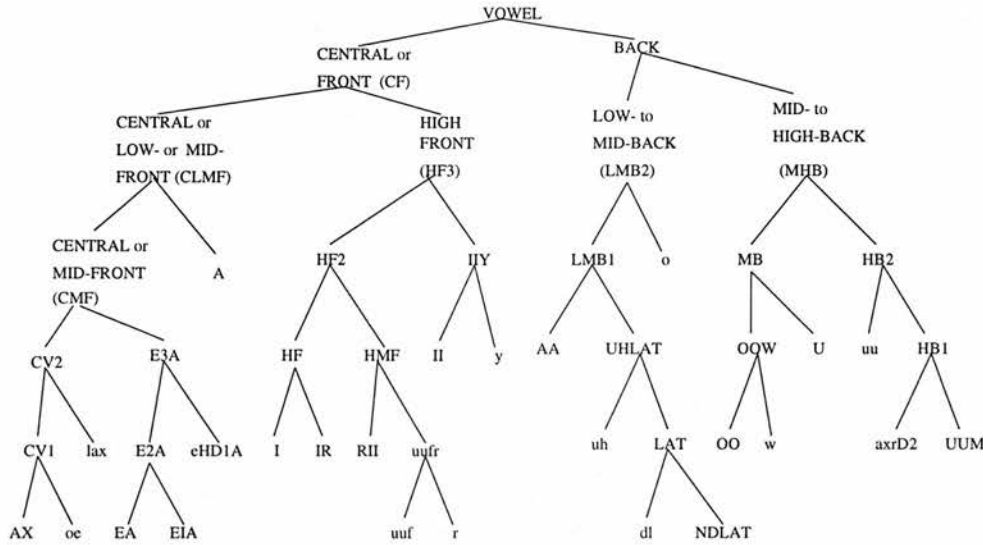 VOWEL
CENTRAL or
FRONT (CF)
BACK
CENTRAL or
LOW- or MID-
FRONT (CLMF)
HIGH
FRONT
(HF3)
LOW- to
MID-BACK
(LMB2)
MID- to
HIGH-BACK
(MHB)
CENTRAL or
MID-FRONT
(CMF)
A
HF2
IIY
LMB1
o
MB
HB2
CV2
E3A
HF
HMF
II
y
AA
UHLAT
OOW
U
uu
HB1
CV1
lax
E2A
eHD1A
I
IR
RII
uufr
uh
LAT
OO
w
axrD2
UUM
AX
oe
EA
EIA
uuf
r
dl
NDLAT